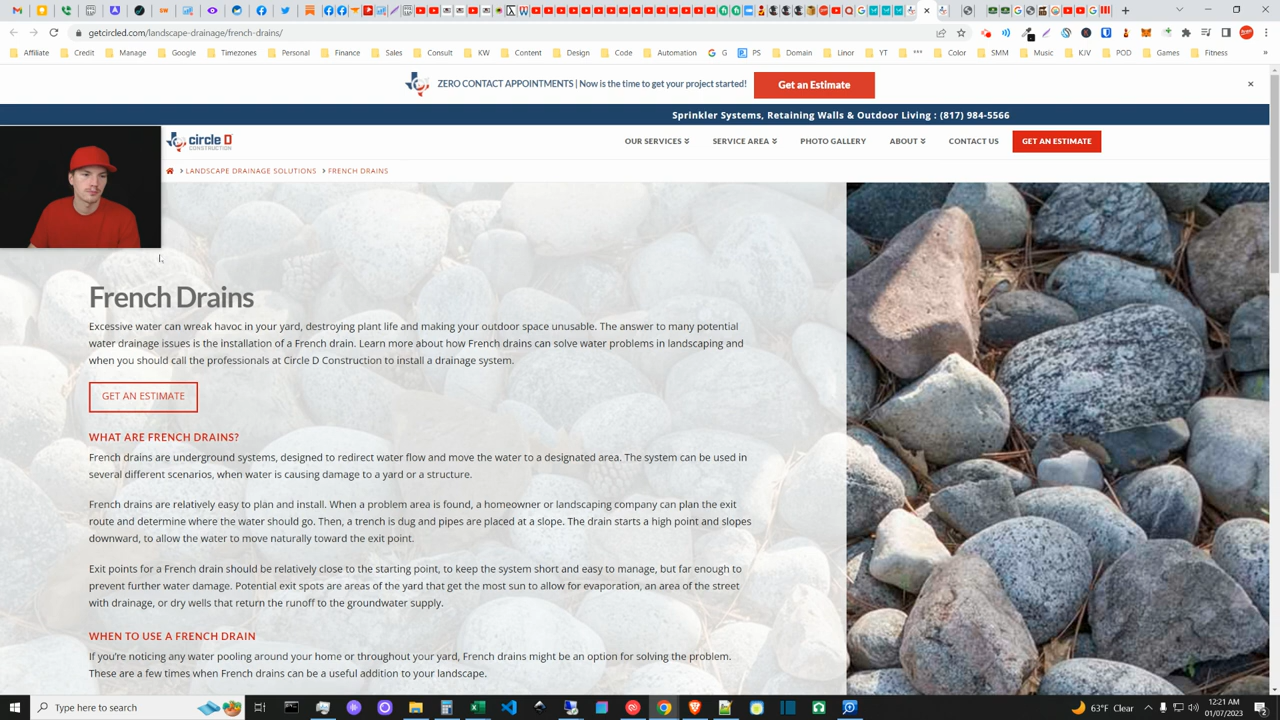 getcircled.com/landscape-drainage/french-drains/
Affiliate Credit Manage Google Timezones Personal Finance Sales Consult KW Content Design Code Automation G PS Domain Linor YT *** Color SMM Music KJV POD Games Fitness »
ZERO CONTACT APPOINTMENTS | Now is the time to get your project started! Get an Estimate
Sprinkler Systems, Retaining Walls & Outdoor Living : (817) 984-5566
circle D CONSTRUCTION
OUR SERVICES SERVICE AREA PHOTO GALLERY ABOUT CONTACT US GET AN ESTIMATE
LANDSCAPE DRAINAGE SOLUTIONS FRENCH DRAINS
French Drains
Excessive water can wreak havoc in your yard, destroying plant life and making your outdoor space unusable. The answer to many potential
water drainage issues is the installation of a French drain. Learn more about how French drains can solve water problems in landscaping and
when you should call the professionals at Circle D Construction to install a drainage system.
GET AN ESTIMATE
WHAT ARE FRENCH DRAINS?
French drains are underground systems, designed to redirect water flow and move the water to a designated area. The system can be used in
several different scenarios, when water is causing damage to a yard or a structure.
French drains are relatively easy to plan and install. When a problem area is found, a homeowner or landscaping company can plan the exit
route and determine where the water should go. Then, a trench is dug and pipes are placed at a slope. The drain starts a high point and slopes
downward, to allow the water to move naturally toward the exit point.
Exit points for a French drain should be relatively close to the starting point, to keep the system short and easy to manage, but far enough to
prevent further water damage. Potential exit spots are areas of the yard that get the most sun to allow for evaporation, an area of the street
with drainage, or dry wells that return the runoff to the groundwater supply.
WHEN TO USE A FRENCH DRAIN
If you're noticing any water pooling around your home or throughout your yard, French drains might be an option for solving the problem.
These are a few times when French drains can be a useful addition to your landscape.
Type here to search
63°F Clear
12:21 AM
01/07/2023